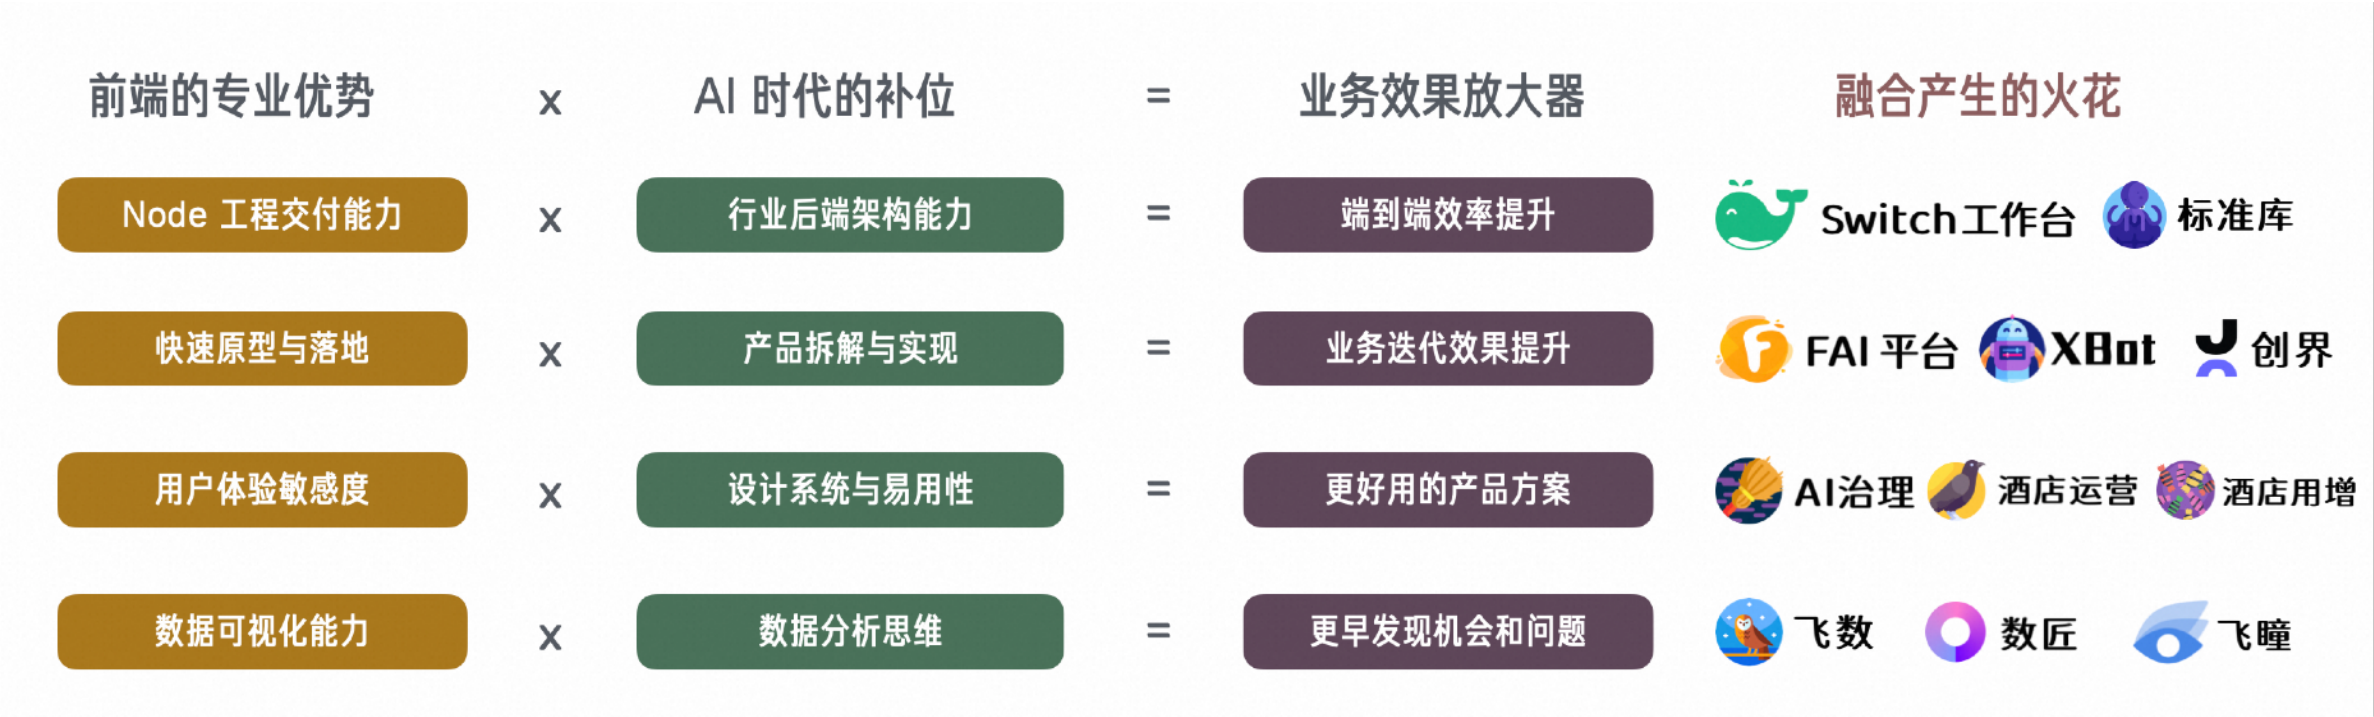 前端的专业优势 x AI 时代的补位 = 业务效果放大器 融合产生的火花
Node 工程交付能力 x 行业后端架构能力 = 端到端效率提升 Switch工作台 标准库
快速原型与落地 x 产品拆解与实现 = 业务迭代效果提升 FAI 平台 XBot 创界
用户体验敏感度 x 设计系统与易用性 = 更好用的产品方案 AI治理 酒店运营 酒店用增
数据可视化能力 x 数据分析思维 = 更早发现机会和问题 飞数 数匠 飞瞳